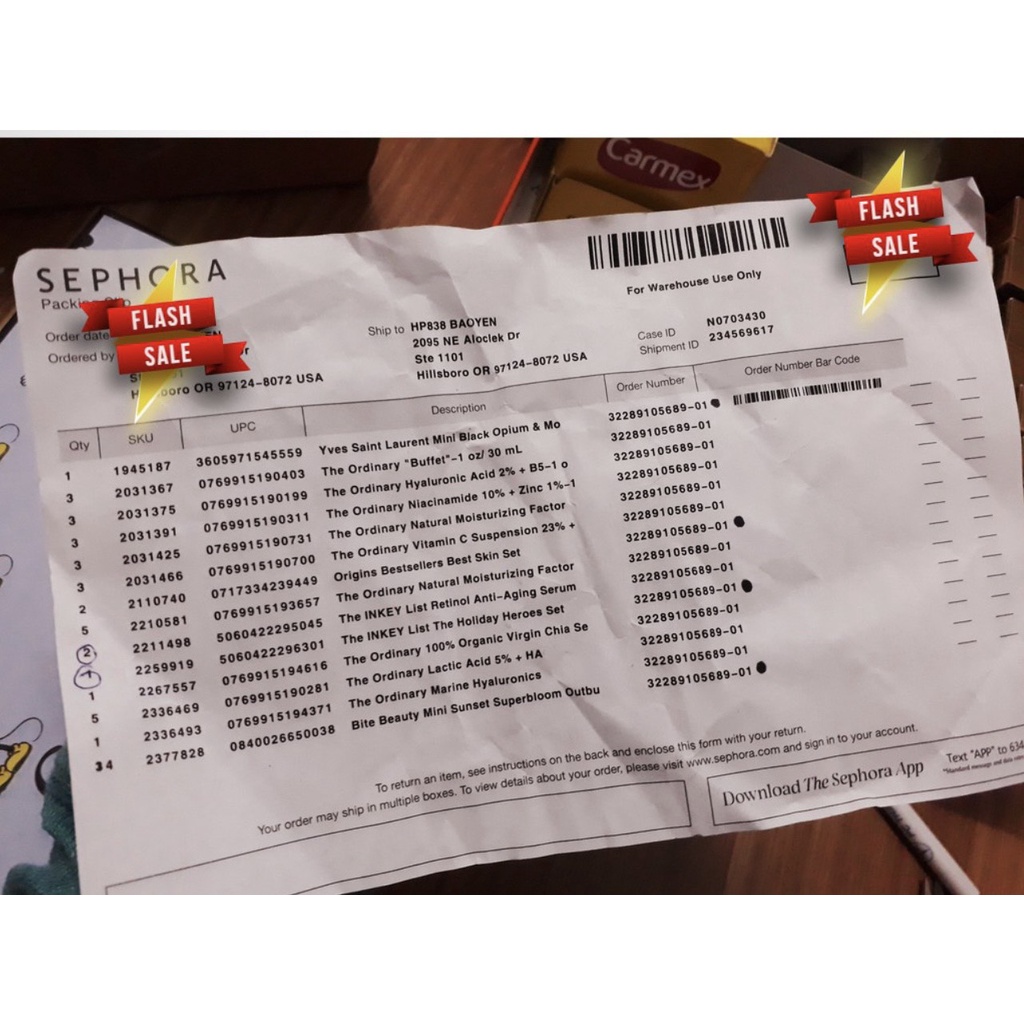 SEPHORA
FLASH
SALE
FLASH
SALE
Carmex
For Warehouse Use Only
Order date
Ordered by
Hillsboro OR 97124-8072 USA
Ship to HP838 BAOYEN
2095 NE Aloclek Dr
Ste 1101
Hillsboro OR 97124-8072 USA
Case ID N0703430
Shipment ID 234569617
Qty SKU UPC Description Order Number Order Number Bar Code
1 1945187 3605971545559 Yves Saint Laurent Mini Black Opium & Mo 32289105689-01
3 2031367 0769915190403 The Ordinary "Buffet"-1 oz/ 30 mL 32289105689-01
3 2031375 0769915190199 The Ordinary Hyaluronic Acid 2% + B5-1 o 32289105689-01
3 2031391 0769915190311 The Ordinary Niacinamide 10% + Zinc 1%-1 32289105689-01
3 2031425 0769915190731 The Ordinary Natural Moisturizing Factor 32289105689-01
3 2031466 0769915190700 The Ordinary Vitamin C Suspension 23% + 32289105689-01
2 2110740 0717334239449 Origins Bestsellers Best Skin Set 32289105689-01
5 2210581 0769915193657 The Ordinary Natural Moisturizing Factor 32289105689-01
2 2211498 5060422295045 The INKEY List Retinol Anti-Aging Serum 32289105689-01
1 2259919 5060422296301 The INKEY List The Holiday Heroes Set 32289105689-01
1 2267557 0769915194616 The Ordinary 100% Organic Virgin Chia Se 32289105689-01
5 2336469 0769915190281 The Ordinary Lactic Acid 5% + HA 32289105689-01
1 2336493 0769915194371 The Ordinary Marine Hyaluronics 32289105689-01
34 2377828 0840026650038 Bite Beauty Mini Sunset Superbloom Outbu 32289105689-01
To return an item, see instructions on the back and enclose this form with your return.
Your order may ship in multiple boxes. To view details about your order, please visit www.sephora.com and sign in to your account.
Download The Sephora App
Text "APP" to 634